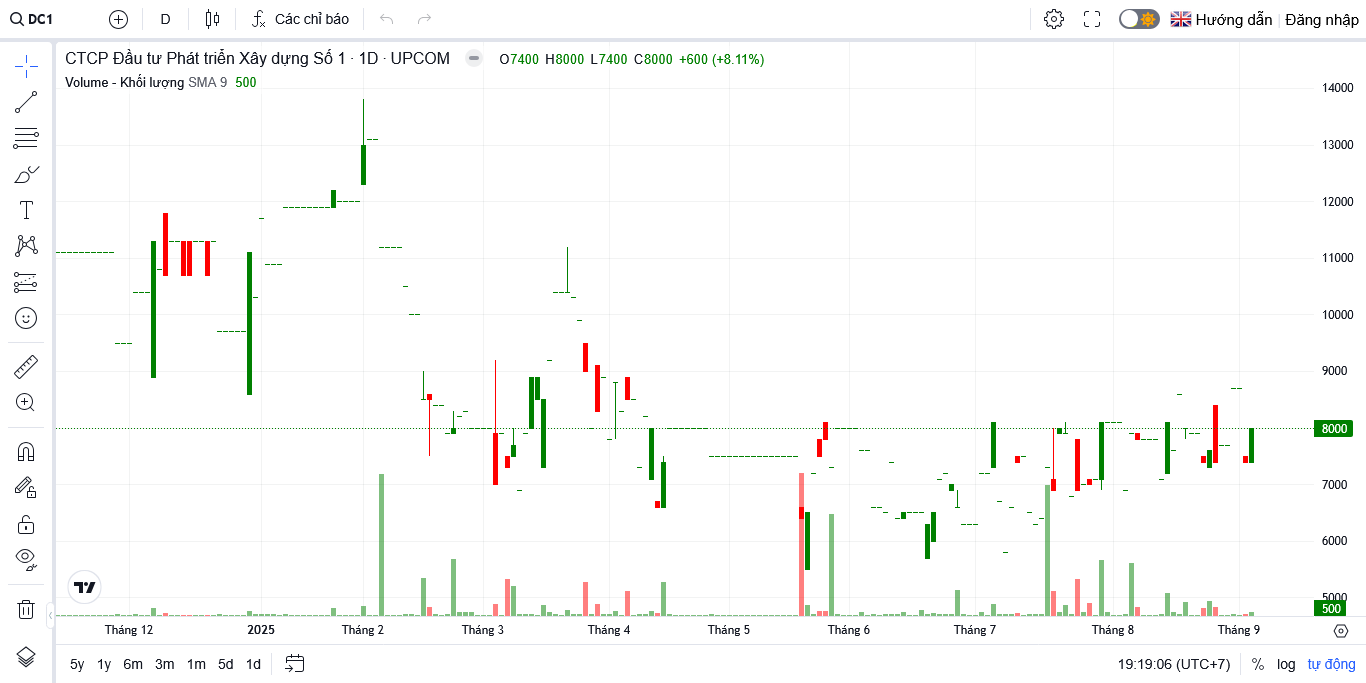 DC1 D Các chỉ báo Hướng dẫn Đăng nhập
CTCP Đầu tư Phát triển Xây dựng Số 1 · 1D · UPCOM O7400 H8000 L7400 C8000 +600 (+8.11%)
Volume - Khối lượng SMA 9 500
14000
13000
12000
11000
10000
9000
8000
7000
6000
5000
500
Tháng 12 2025 Tháng 2 Tháng 3 Tháng 4 Tháng 5 Tháng 6 Tháng 7 Tháng 8 Tháng 9
5y 1y 6m 3m 1m 5d 1d 19:19:06 (UTC+7) % log tự động